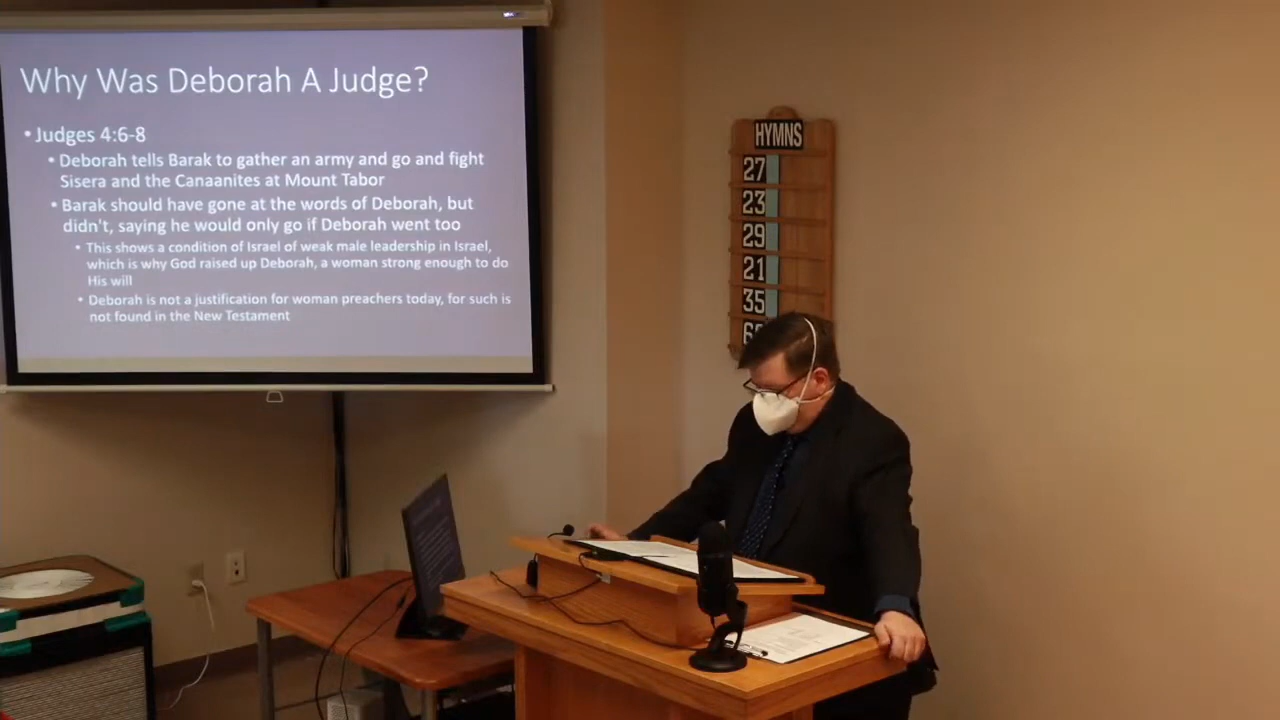 Why Was Deborah A Judge?
• Judges 4:6-8
• Deborah tells Barak to gather an army and go and fight
Sisera and the Canaanites at Mount Tabor
• Barak should have gone at the words of Deborah, but
didn't, saying he would only go if Deborah went too
• This shows a condition of Israel of weak male leadership in Israel,
which is why God raised up Deborah, a woman strong enough to do
His will
• Deborah is not a justification for woman preachers today, for such is
not found in the New Testament
HYMNS
27
23
29
21
35